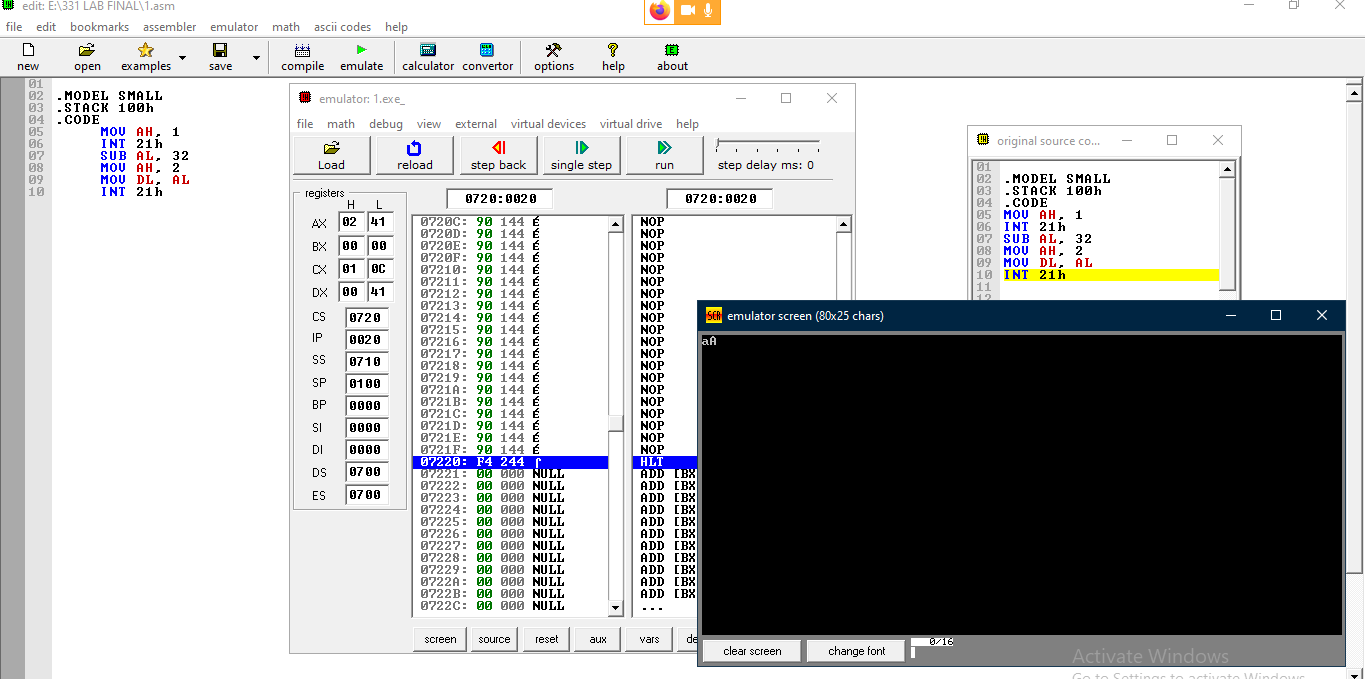 edit: E:\331 LAB FINAL\1.asm
file edit bookmarks assembler emulator math ascii codes help
new open examples save compile emulate calculator convertor options help about
01
02 .MODEL SMALL
03 .STACK 100h
04 .CODE
05 MOV AH, 1
06 INT 21h
07 SUB AL, 32
08 MOV AH, 2
09 MOV DL, AL
10 INT 21h
emulator: 1.exe_
file math debug view external virtual devices virtual drive help
Load reload step back single step run step delay ms: 0
registers
H L
AX 02 41
BX 00 00
CX 01 0C
DX 00 41
CS 0720
IP 0020
SS 0710
SP 0100
BP 0000
SI 0000
DI 0000
DS 0700
ES 0700
0720:0020 0720:0020
0720C: 90 144 É NOP
0720D: 90 144 É NOP
0720E: 90 144 É NOP
0720F: 90 144 É NOP
07210: 90 144 É NOP
07211: 90 144 É NOP
07212: 90 144 É NOP
07213: 90 144 É NOP
07214: 90 144 É NOP
07215: 90 144 É NOP
07216: 90 144 É NOP
07217: 90 144 É NOP
07218: 90 144 É NOP
07219: 90 144 É NOP
0721A: 90 144 É NOP
0721B: 90 144 É NOP
0721C: 90 144 É NOP
0721D: 90 144 É NOP
0721E: 90 144 É NOP
0721F: 90 144 É NOP
07220: F4 244 ⌠ HLT
07221: 00 000 NULL ADD [BX
07222: 00 000 NULL ADD [BX
07223: 00 000 NULL ADD [BX
07224: 00 000 NULL ADD [BX
07225: 00 000 NULL ADD [BX
07226: 00 000 NULL ADD [BX
07227: 00 000 NULL ADD [BX
07228: 00 000 NULL ADD [BX
07229: 00 000 NULL ADD [BX
0722A: 00 000 NULL ADD [BX
0722B: 00 000 NULL ADD [BX
0722C: 00 000 NULL ...
screen source reset aux vars de
original source co...
01
02 .MODEL SMALL
03 .STACK 100h
04 .CODE
05 MOV AH, 1
06 INT 21h
07 SUB AL, 32
08 MOV AH, 2
09 MOV DL, AL
10 INT 21h
11
12
SCR emulator screen (80x25 chars)
aA
clear screen change font 0/16
Activate Windows
Go to Settings to activate Windows.